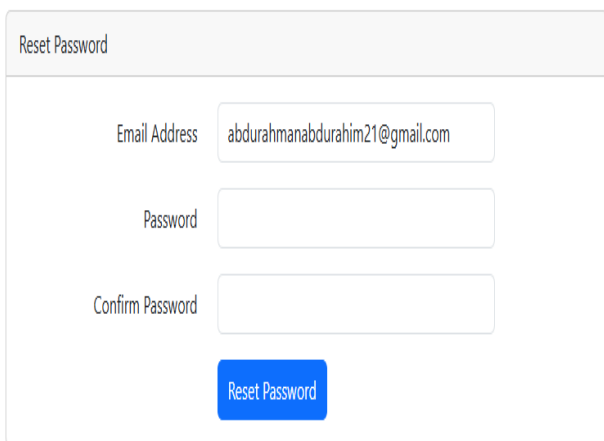 Reset Password
Email Address abdurahmanabdurahim21@gmail.com
Password
Confirm Password
Reset Password